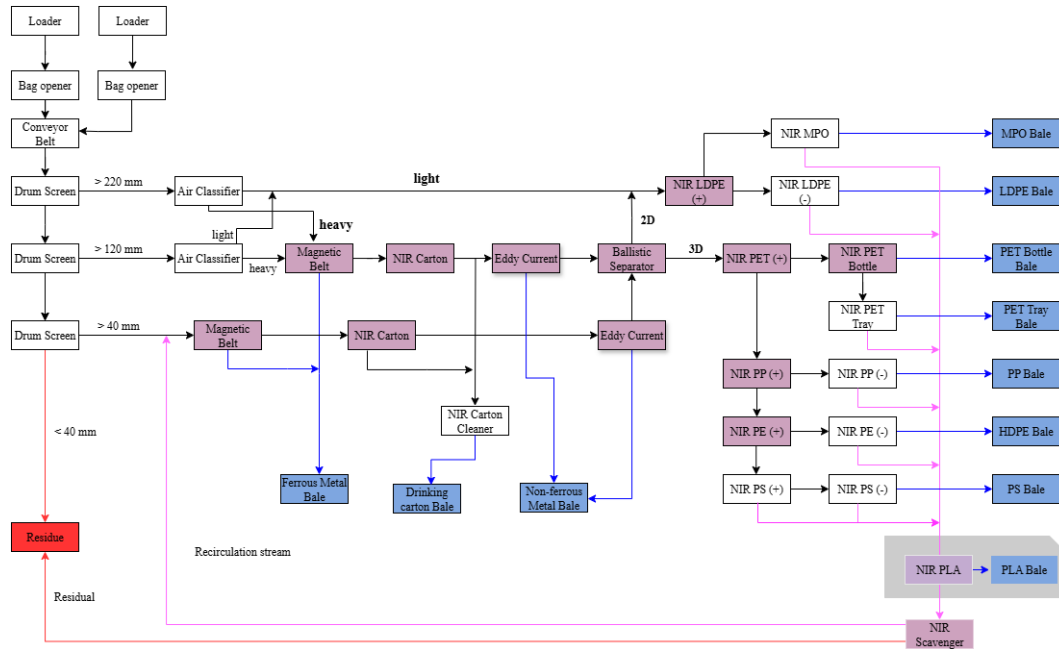 Loader
Loader
Bag opener
Bag opener
Conveyor
Belt
NIR MPO
MPO Bale
Drum Screen
> 220 mm
Air Classifier
light
NIR LDPE
(+)
NIR LDPE
(-)
LDPE Bale
light
heavy
2D
Drum Screen
> 120 mm
Air Classifier
heavy
Magnetic
Belt
NIR Carton
Eddy Current
Ballistic
Separator
3D
NIR PET (+)
NIR PET
Bottle
PET Bottle
Bale
NIR PET
Tray
PET Tray
Bale
Drum Screen
> 40 mm
Magnetic
Belt
NIR Carton
Eddy Current
NIR PP (+)
NIR PP (-)
PP Bale
< 40 mm
NIR Carton
Cleaner
NIR PE (+)
NIR PE (-)
HDPE Bale
Ferrous Metal
Bale
Drinking
carton Bale
Non-ferrous
Metal Bale
NIR PS (+)
NIR PS (-)
PS Bale
Residue
Recirculation stream
NIR PLA
PLA Bale
Residual
NIR
Scavenger